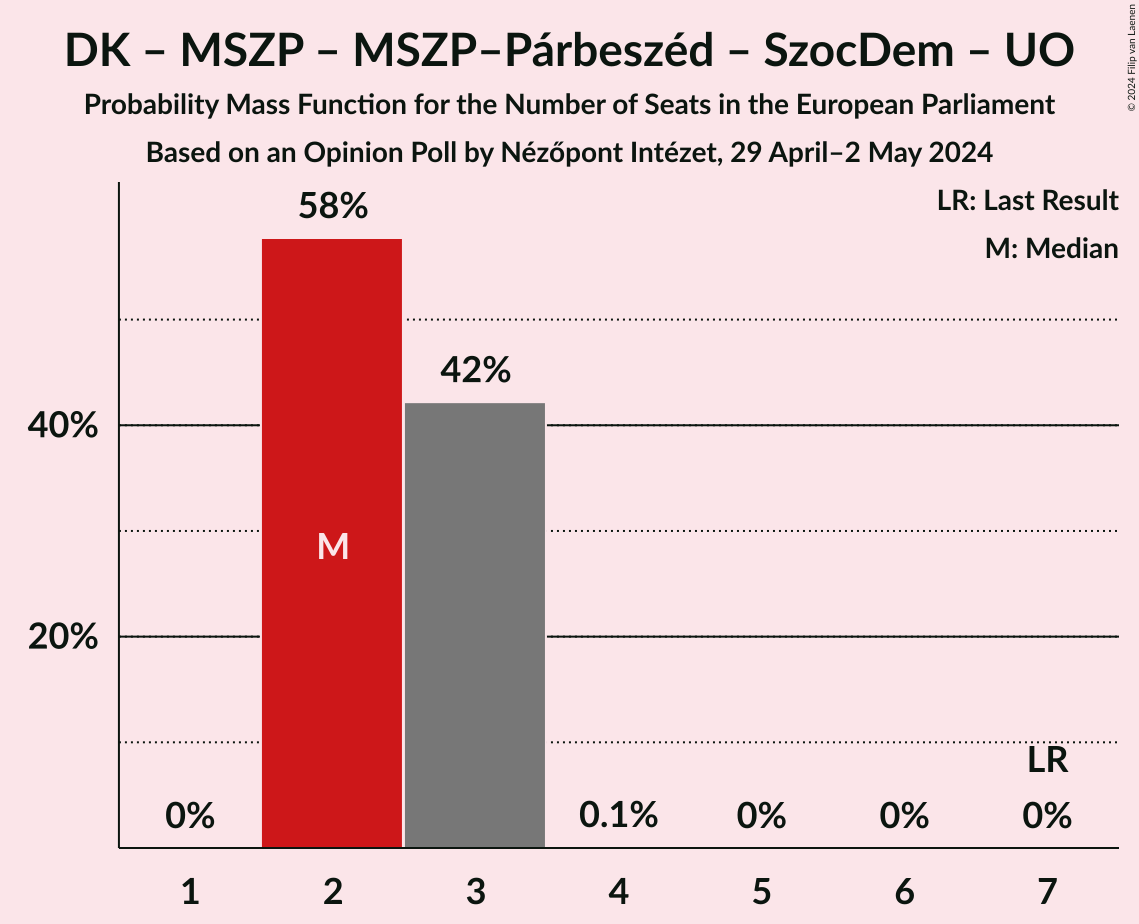 DK – MSZP – MSZP–Párbeszéd – SzocDem – UO
Probability Mass Function for the Number of Seats in the European Parliament
Based on an Opinion Poll by Nézőpont Intézet, 29 April–2 May 2024
© 2024 Filip van Laenen
LR: Last Result
M: Median
58%
42%
40%
M
20%
LR
0%
0.1%
0%
0%
0%
1 2 3 4 5 6 7